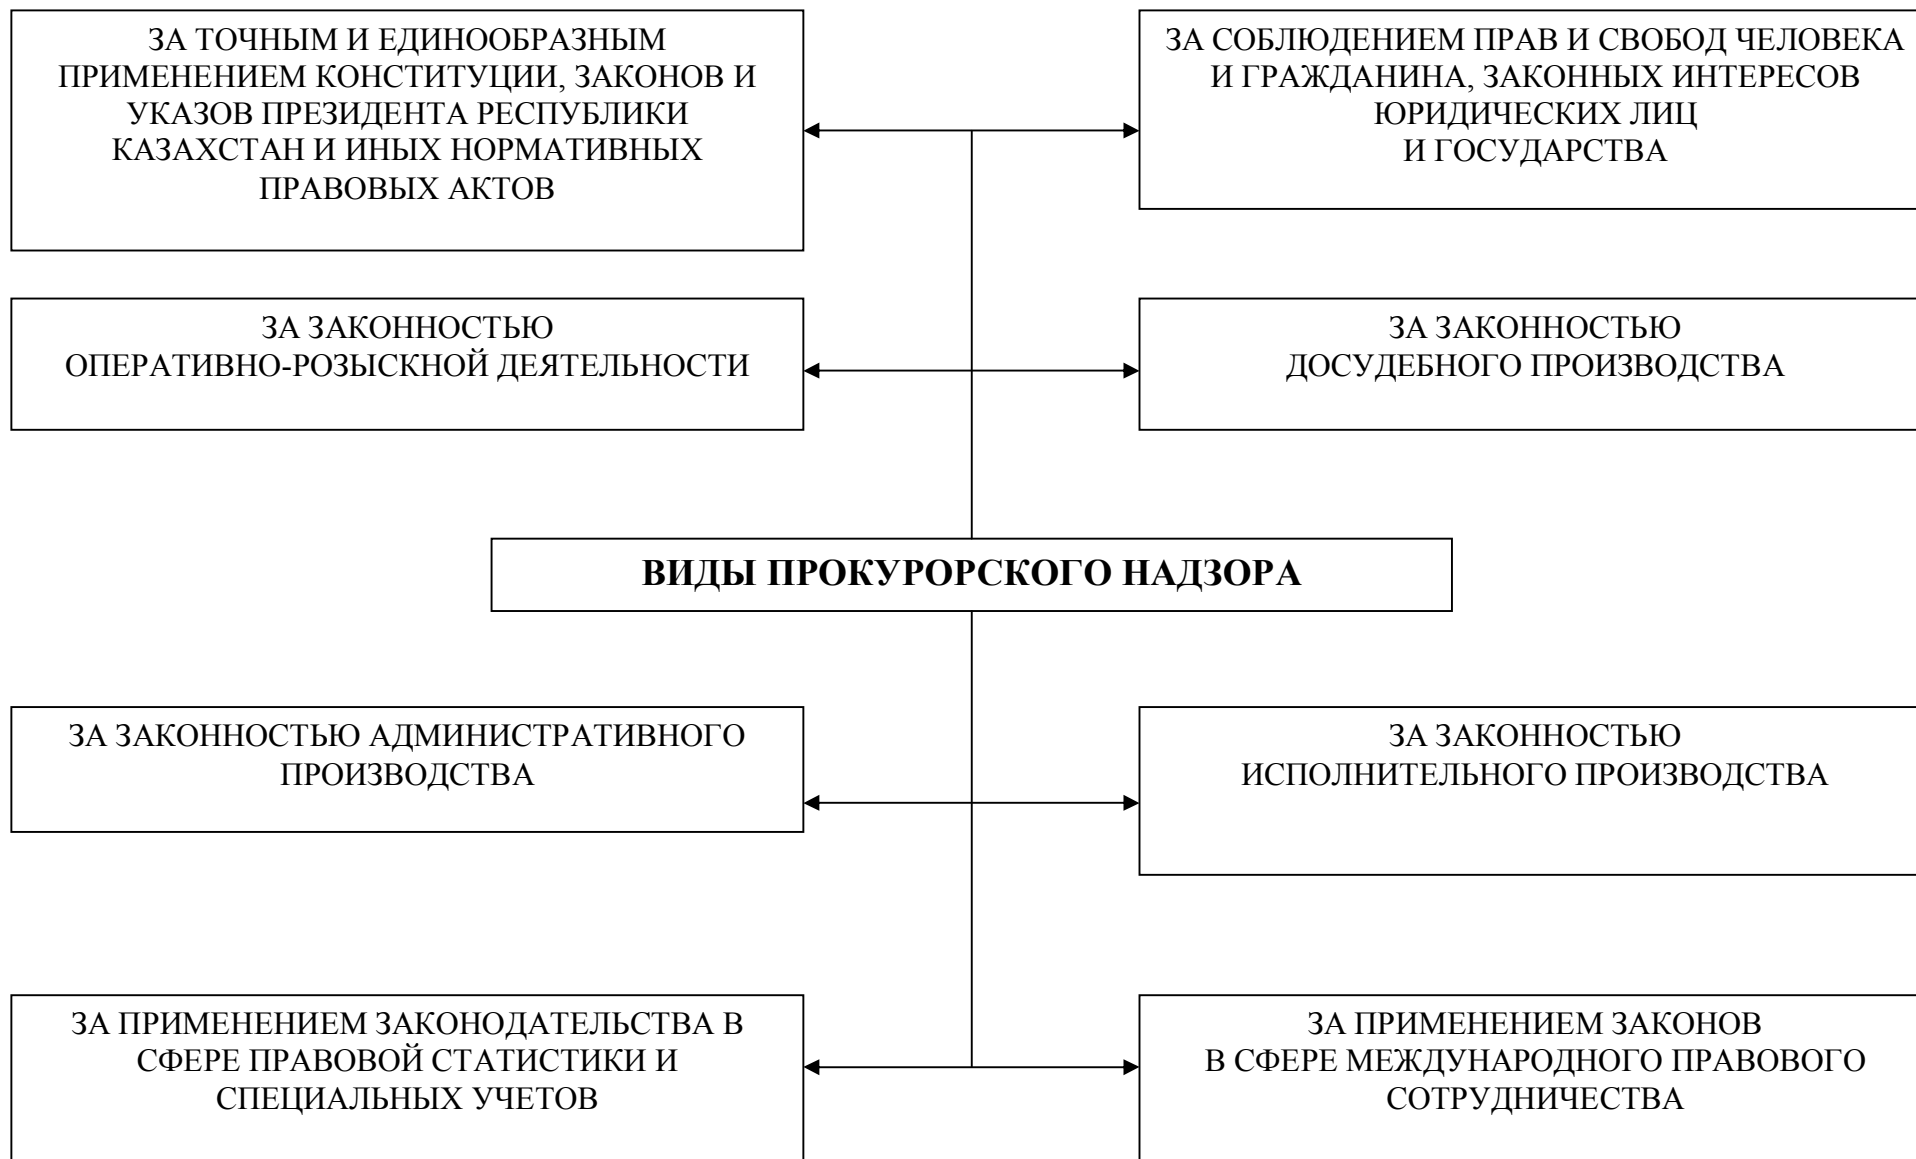 ЗА ТОЧНЫМ И ЕДИНООБРАЗНЫМ
ПРИМЕНЕНИЕМ КОНСТИТУЦИИ, ЗАКОНОВ И
УКАЗОВ ПРЕЗИДЕНТА РЕСПУБЛИКИ
КАЗАХСТАН И ИНЫХ НОРМАТИВНЫХ
ПРАВОВЫХ АКТОВ
ЗА СОБЛЮДЕНИЕМ ПРАВ И СВОБОД ЧЕЛОВЕКА
И ГРАЖДАНИНА, ЗАКОННЫХ ИНТЕРЕСОВ
ЮРИДИЧЕСКИХ ЛИЦ
И ГОСУДАРСТВА
ЗА ЗАКОННОСТЬЮ
ОПЕРАТИВНО-РОЗЫСКНОЙ ДЕЯТЕЛЬНОСТИ
ЗА ЗАКОННОСТЬЮ
ДОСУДЕБНОГО ПРОИЗВОДСТВА
ВИДЫ ПРОКУРОРСКОГО НАДЗОРА
ЗА ЗАКОННОСТЬЮ АДМИНИСТРАТИВНОГО
ПРОИЗВОДСТВА
ЗА ЗАКОННОСТЬЮ
ИСПОЛНИТЕЛЬНОГО ПРОИЗВОДСТВА
ЗА ПРИМЕНЕНИЕМ ЗАКОНОДАТЕЛЬСТВА В
СФЕРЕ ПРАВОВОЙ СТАТИСТИКИ И
СПЕЦИАЛЬНЫХ УЧЕТОВ
ЗА ПРИМЕНЕНИЕМ ЗАКОНОВ
В СФЕРЕ МЕЖДУНАРОДНОГО ПРАВОВОГО
СОТРУДНИЧЕСТВА